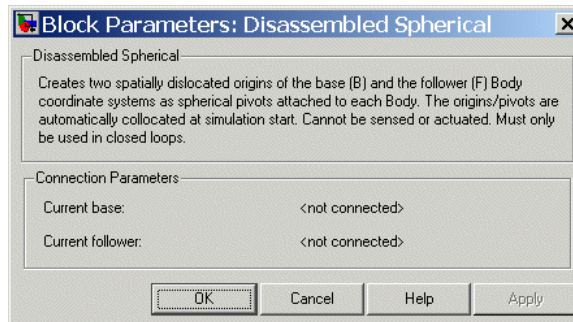 Block Parameters: Disassembled Spherical
Disassembled Spherical
Creates two spatially dislocated origins of the base (B) and the follower (F) Body
coordinate systems as spherical pivots attached to each Body. The origins/pivots are
automatically collocated at simulation start. Cannot be sensed or actuated. Must only
be used in closed loops.
Connection Parameters
Current base: <not connected>
Current follower: <not connected>
OK Cancel Help Apply